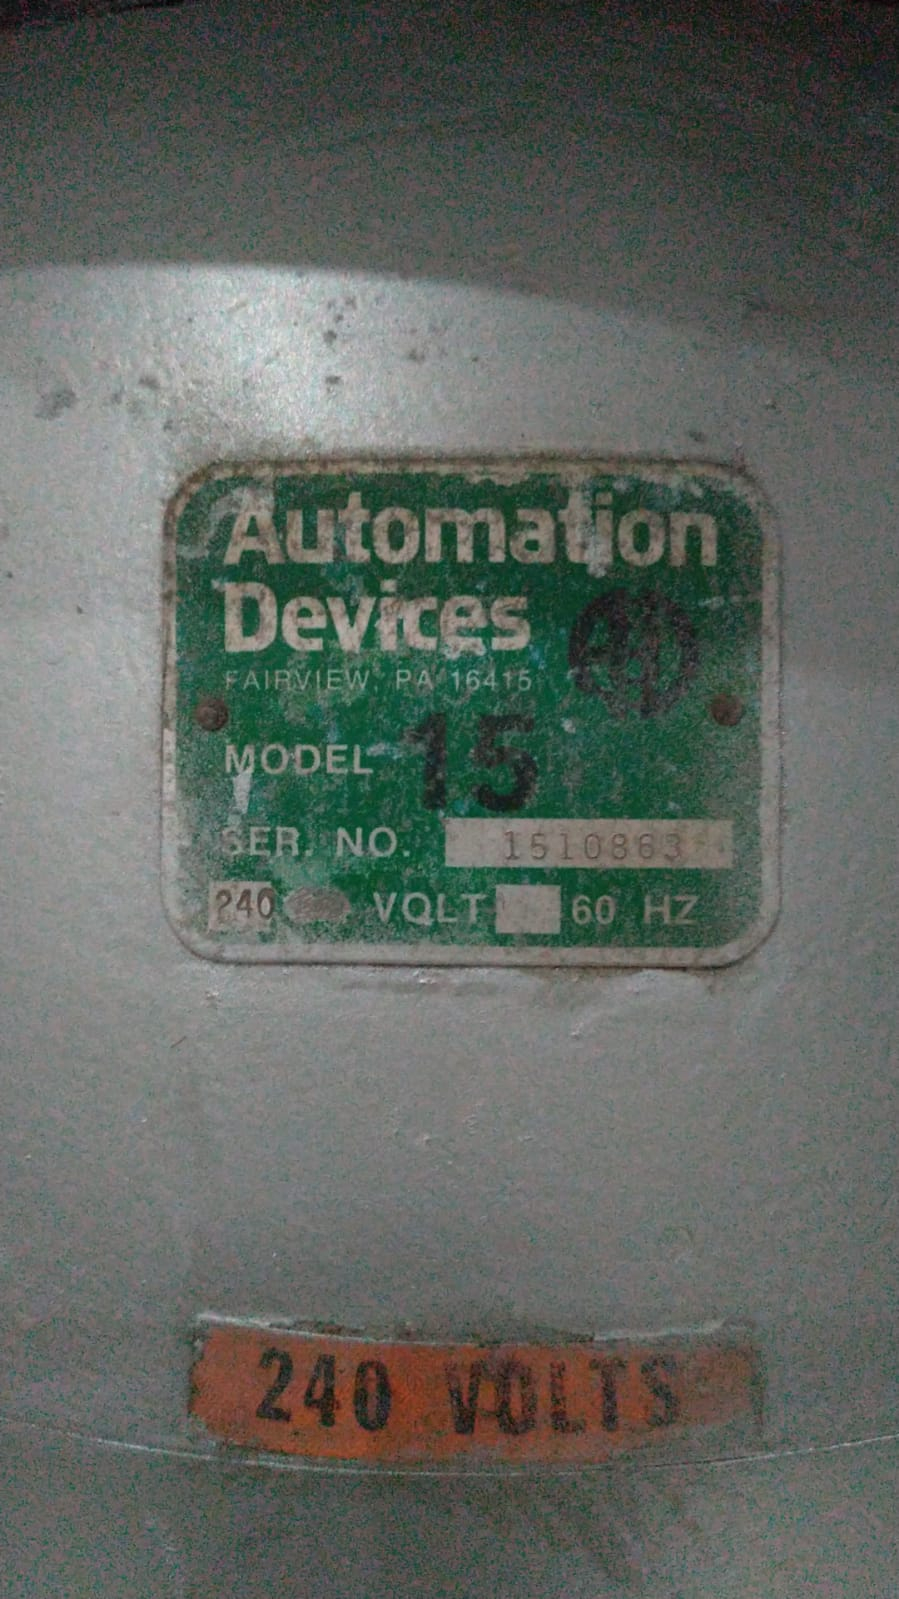 Automation
Devices
FAIRVIEW, PA 16415
MODEL 15
SER. NO. 1510863
240 VOLT 60 HZ
240 VOLTS